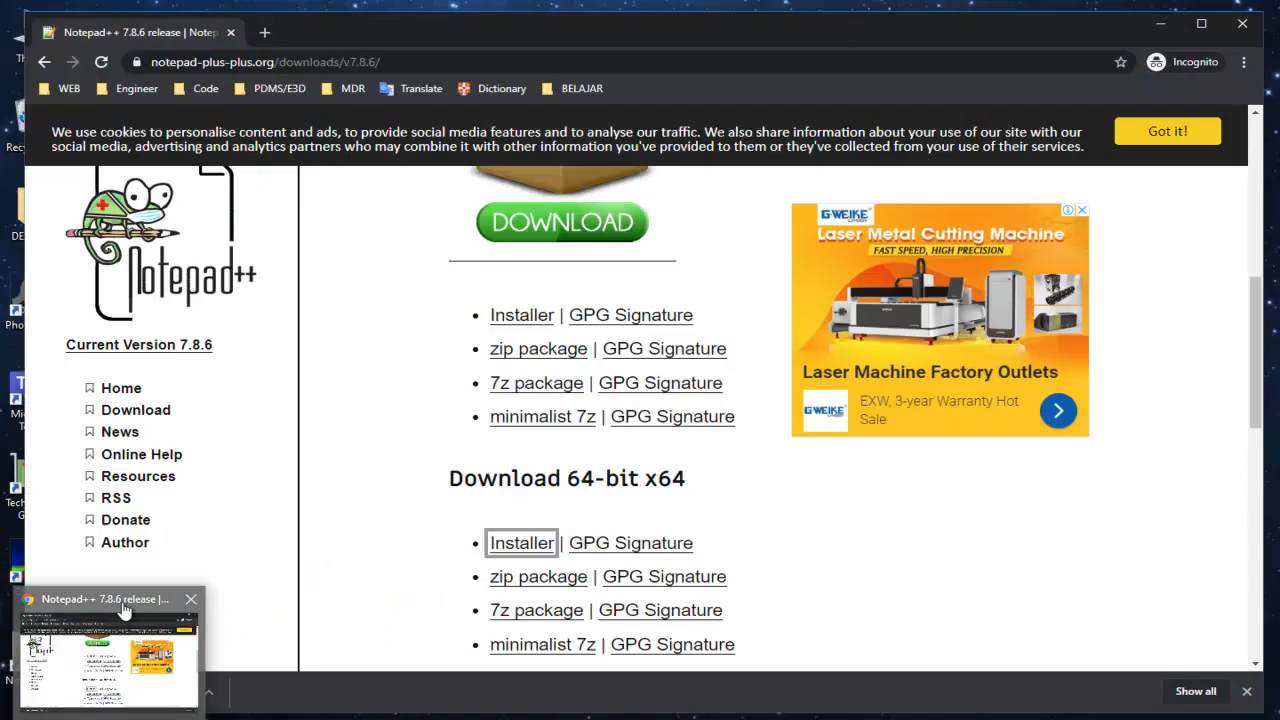 Notepad++ 7.8.6 release | Notep
notepad-plus-plus.org/downloads/v7.8.6/
Incognito
WEB
Engineer
Code
PDMS/E3D
MDR
Translate
Dictionary
BELAJAR
We use cookies to personalise content and ads, to provide social media features and to analyse our traffic. We also share information about your use of our site with our
social media, advertising and analytics partners who may combine it with other information you've provided to them or they've collected from your use of their services.
Got it!
Notepad++
Current Version 7.8.6
Home
Download
News
Online Help
Resources
RSS
Donate
Author
DOWNLOAD
Installer | GPG Signature
zip package | GPG Signature
7z package | GPG Signature
minimalist 7z | GPG Signature
Download 64-bit x64
Installer | GPG Signature
zip package | GPG Signature
7z package | GPG Signature
minimalist 7z | GPG Signature
G-WEIKE
Laser Metal Cutting Machine
FAST SPEED, HIGH PRECISION
Laser Machine Factory Outlets
G-WEIKE
EXW, 3-year Warranty Hot
Sale
Notepad++ 7.8.6 release |...
Show all